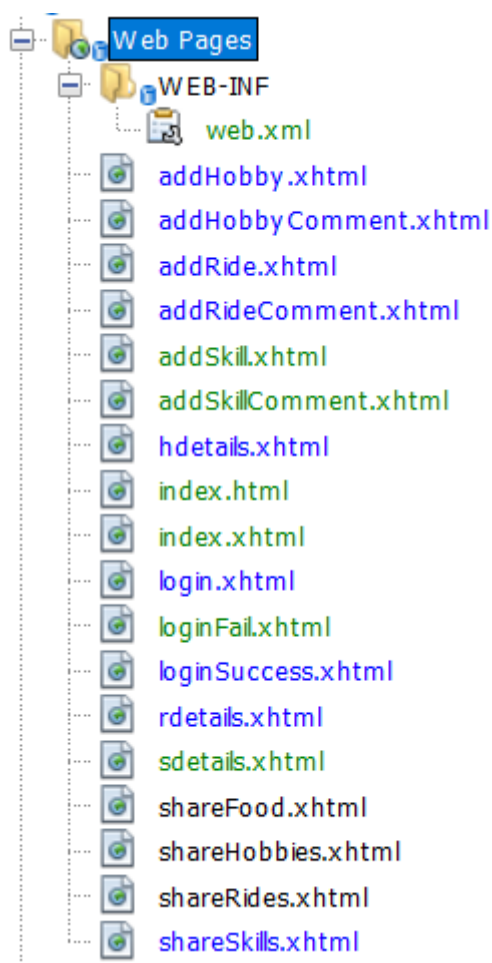 Web Pages
WEB-INF
web.xml
addHobby.xhtml
addHobbyComment.xhtml
addRide.xhtml
addRideComment.xhtml
addSkill.xhtml
addSkillComment.xhtml
hdetails.xhtml
index.html
index.xhtml
login.xhtml
loginFail.xhtml
loginSuccess.xhtml
rdetails.xhtml
sdetails.xhtml
shareFood.xhtml
shareHobbies.xhtml
shareRides.xhtml
shareSkills.xhtml